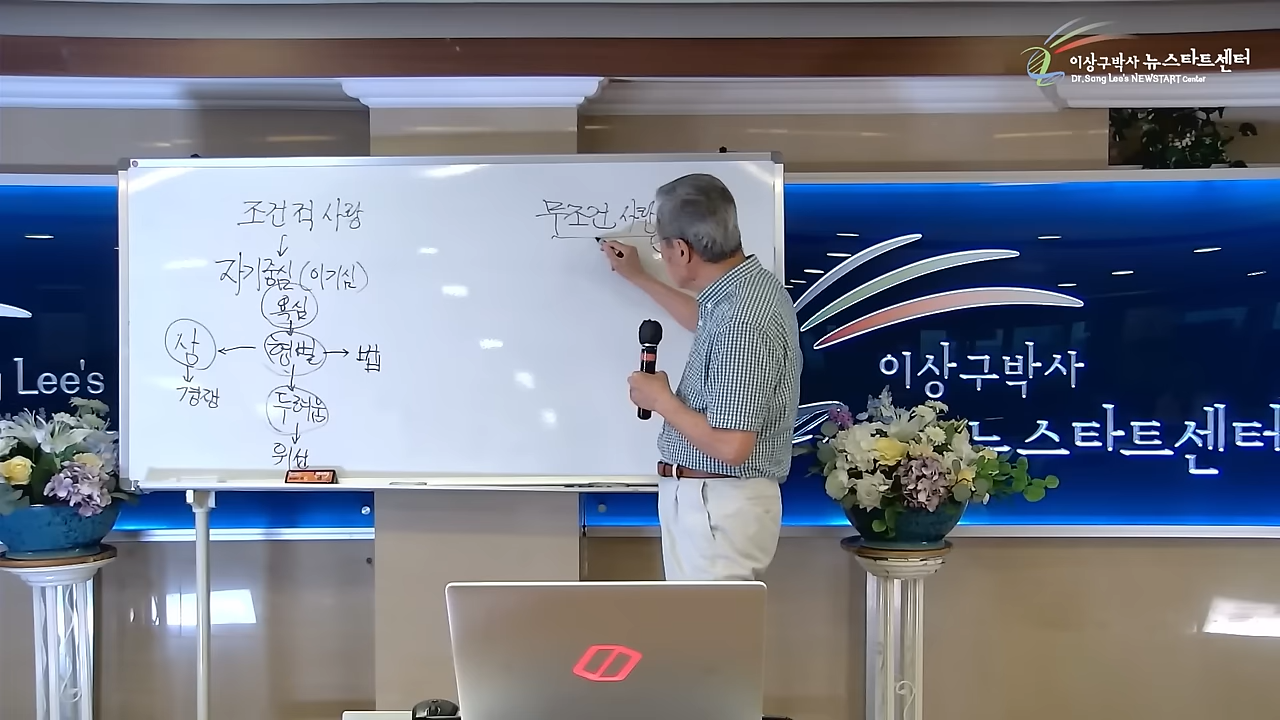 이상구박사 뉴스타트센터
Dr. Sang Lee's NEWSTART Center
조건적 사랑
무조건 사랑
자기중심 (이기심)
욕심
상
형벌
법
경쟁
두려움
위선
Lee's
이상구박사
뉴스타트센터